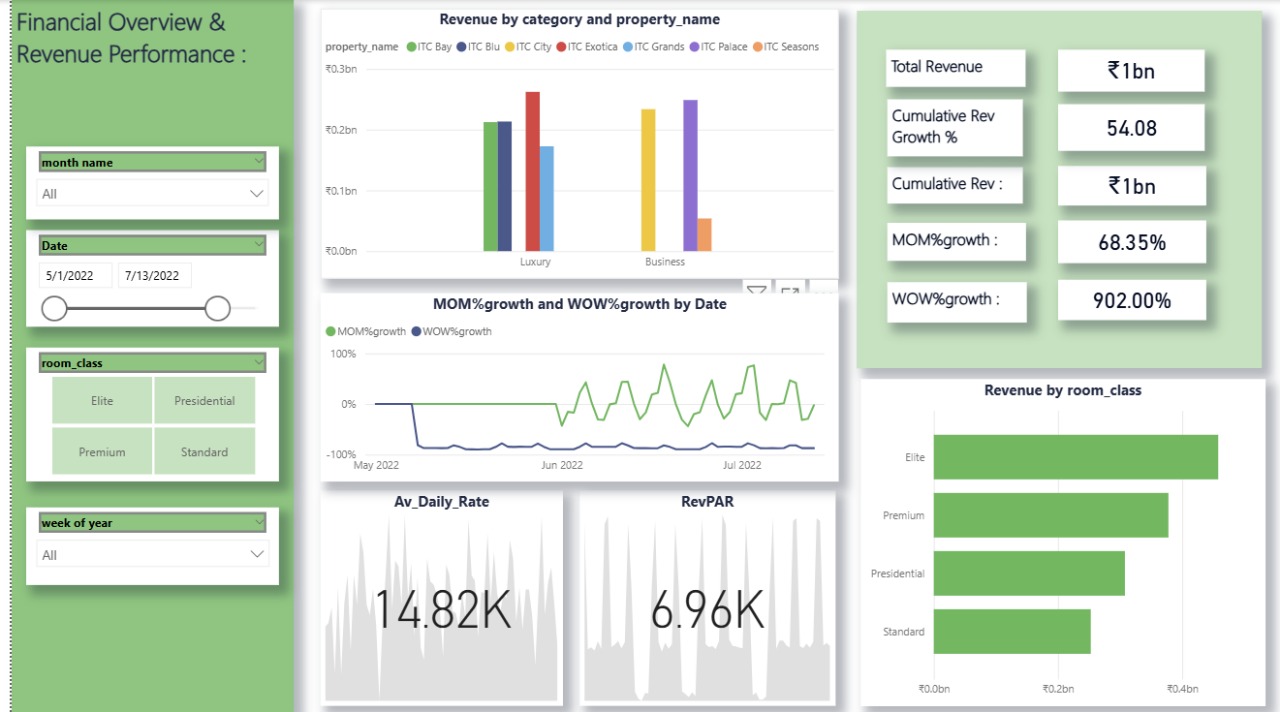 Financial Overview &
Revenue Performance :
month name
All
Date
5/1/2022 7/13/2022
room_class
Elite Presidential
Premium Standard
week of year
All
Revenue by category and property_name
property_name ITC Bay ITC Blu ITC City ITC Exotica ITC Grands ITC Palace ITC Seasons
₹0.3bn
₹0.2bn
₹0.1bn
₹0.0bn
Luxury Business
MOM%growth and WOW%growth by Date
MOM%growth WOW%growth
100%
0%
-100%
May 2022 Jun 2022 Jul 2022
Av_Daily_Rate
14.82K
RevPAR
6.96K
Total Revenue ₹1bn
Cumulative Rev
Growth % 54.08
Cumulative Rev : ₹1bn
MOM%growth : 68.35%
WOW%growth : 902.00%
Revenue by room_class
Elite
Premium
Presidential
Standard
₹0.0bn ₹0.2bn ₹0.4bn